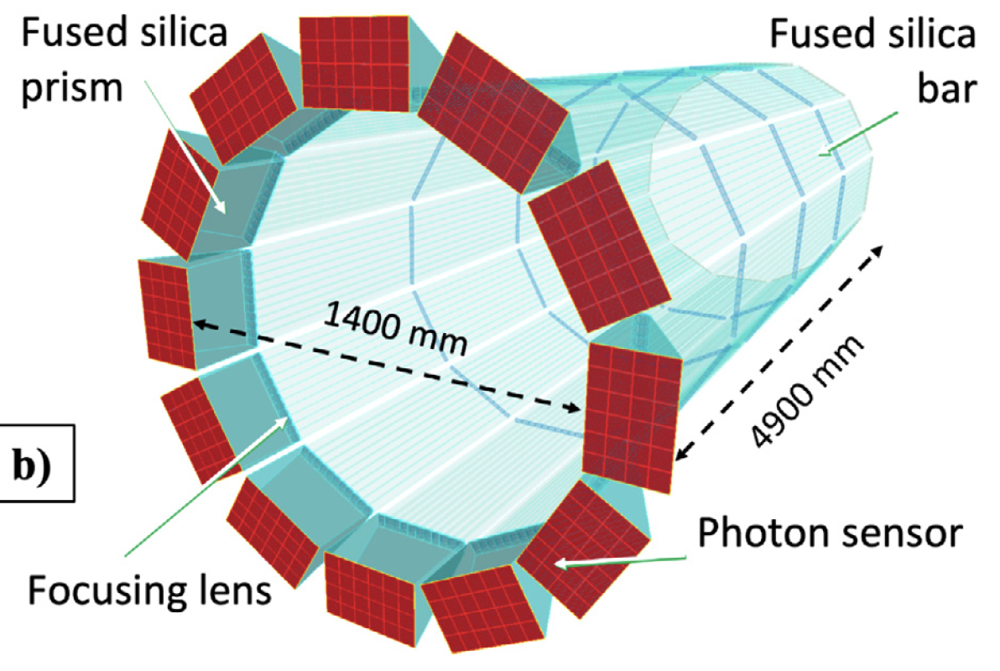 Fused silica
prism
Fused silica
bar
1400 mm
4900 mm
b)
Photon sensor
Focusing lens